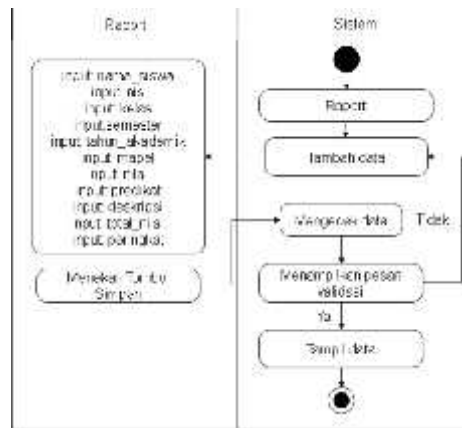 Raport
Sistem
input nama_siswa
input nis
input kelas
input semester
input tahun_akademik
input mapel
input nilai
input predikat
input deskripsi
input total_nilai
input peringkat
Menekan Tombol
Simpan
Raport
Tambah data
Mengecek data
Tidak
Menampilkan pesan
validasi
Ya
Tampil data